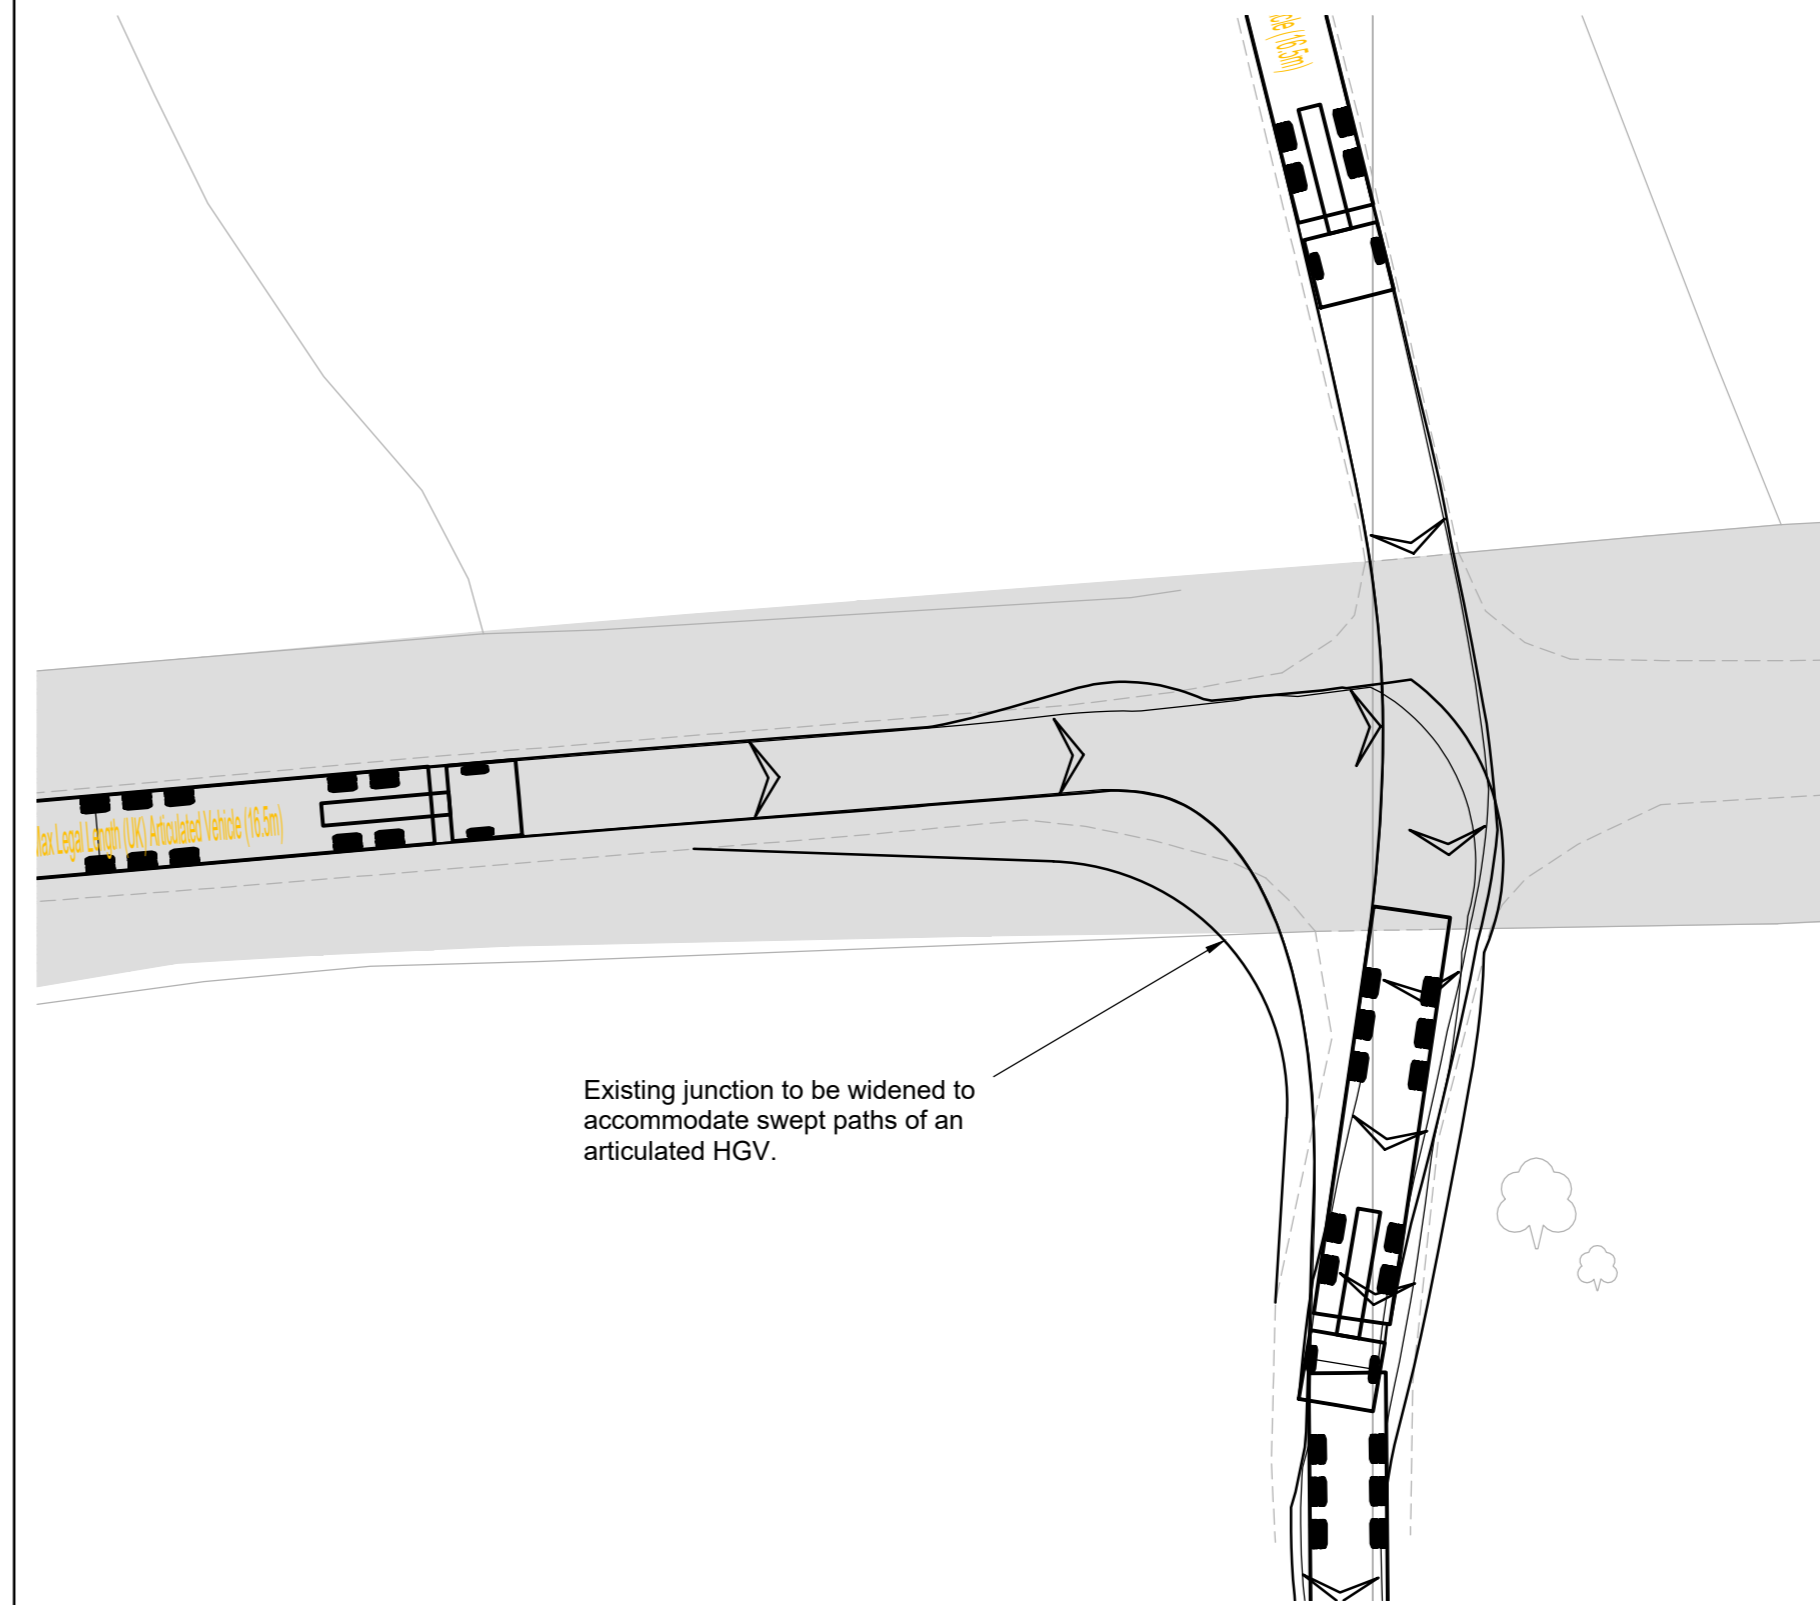 cle (16.5m)
Max Legal Length (UK) Articulated Vehicle (16.5m)
Existing junction to be widened to
accommodate swept paths of an
articulated HGV.